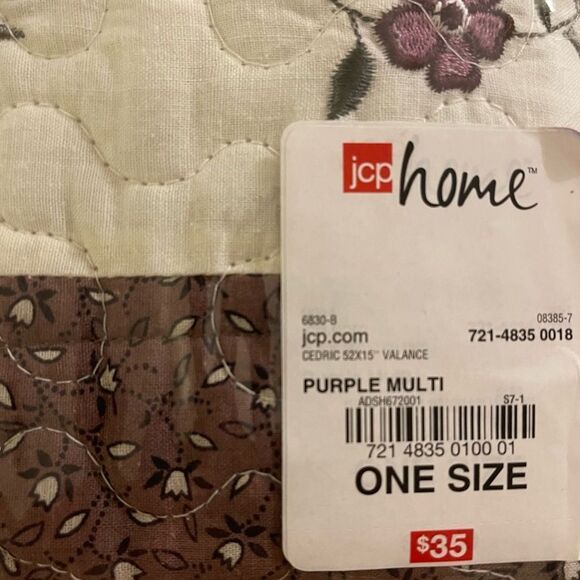 jcp home™
6830-8 08385-7
jcp.com 721-4835 0018
CEDRIC 52X15" VALANCE
PURPLE MULTI
ADSH672001 S7-1
721 4835 0100 01
ONE SIZE
$35